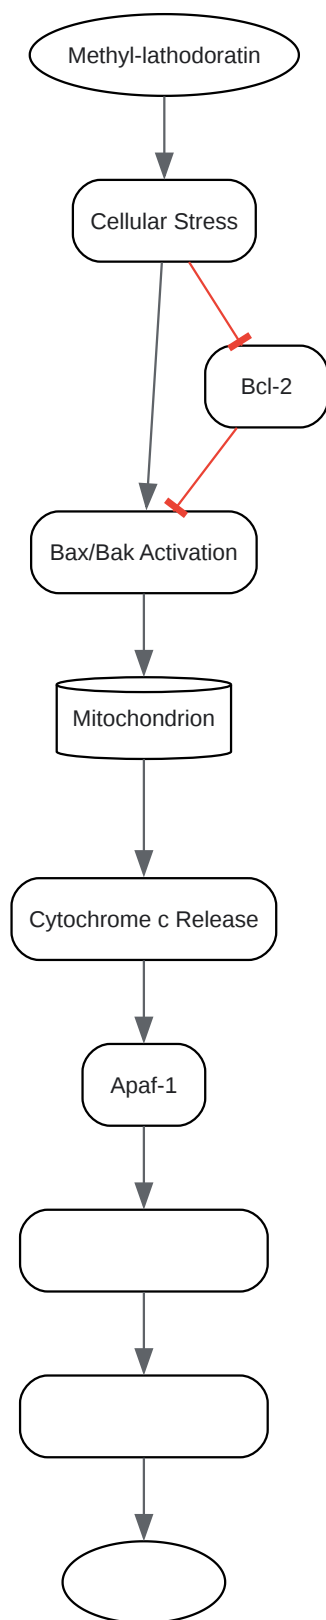 Methyl-lathodoratin
Cellular Stress
Bcl-2
Bax/Bak Activation
Mitochondrion
Cytochrome c Release
Apaf-1